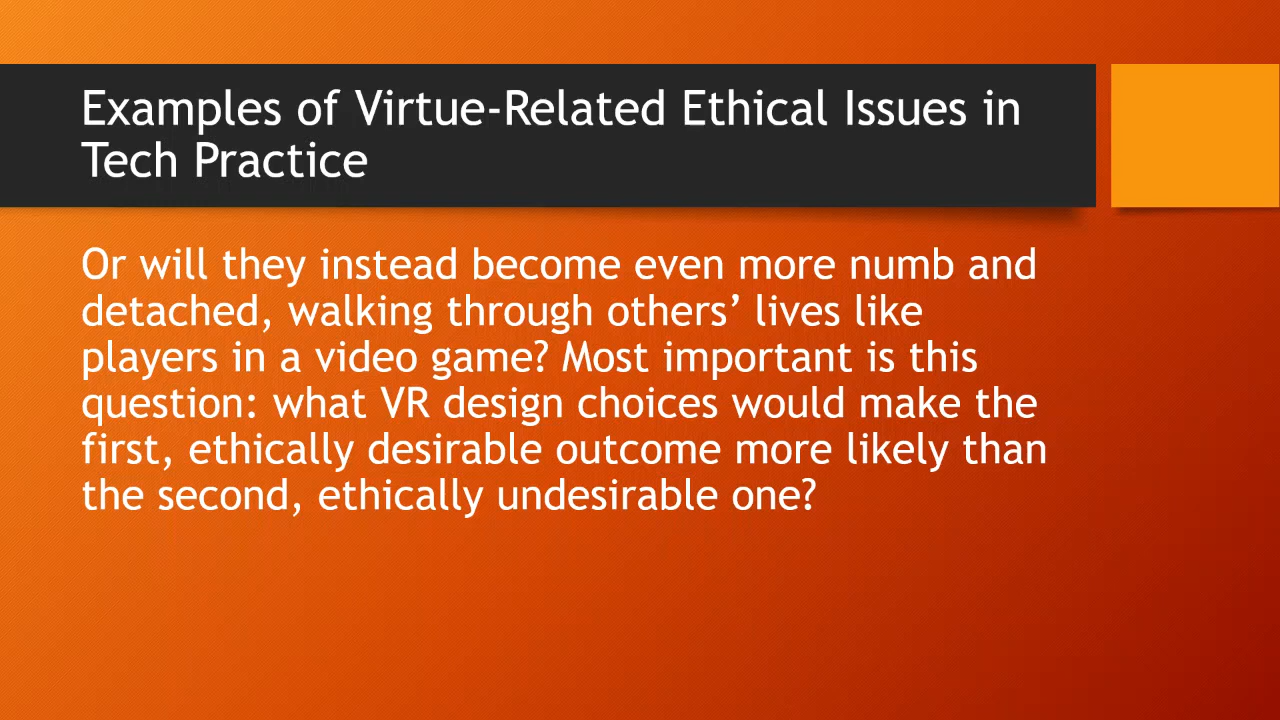 Examples of Virtue-Related Ethical Issues in
Tech Practice
Or will they instead become even more numb and
detached, walking through others’ lives like
players in a video game? Most important is this
question: what VR design choices would make the
first, ethically desirable outcome more likely than
the second, ethically undesirable one?